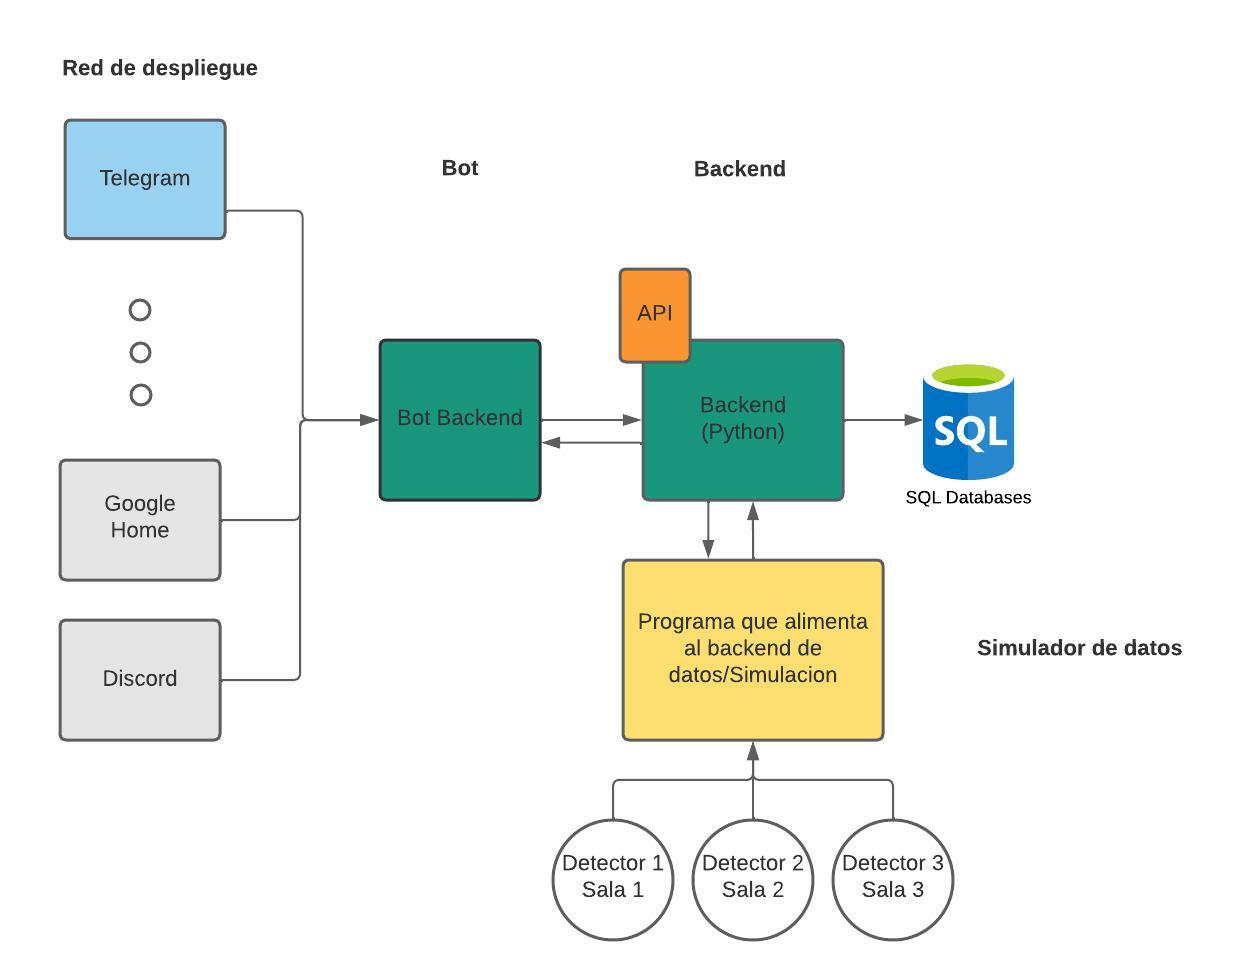 Red de despliegue
Telegram
Bot
Backend
API
Bot Backend
Backend
(Python)
SQL
SQL Databases
Google
Home
Discord
Programa que alimenta
al backend de
datos/Simulacion
Simulador de datos
Detector 1
Sala 1
Detector 2
Sala 2
Detector 3
Sala 3